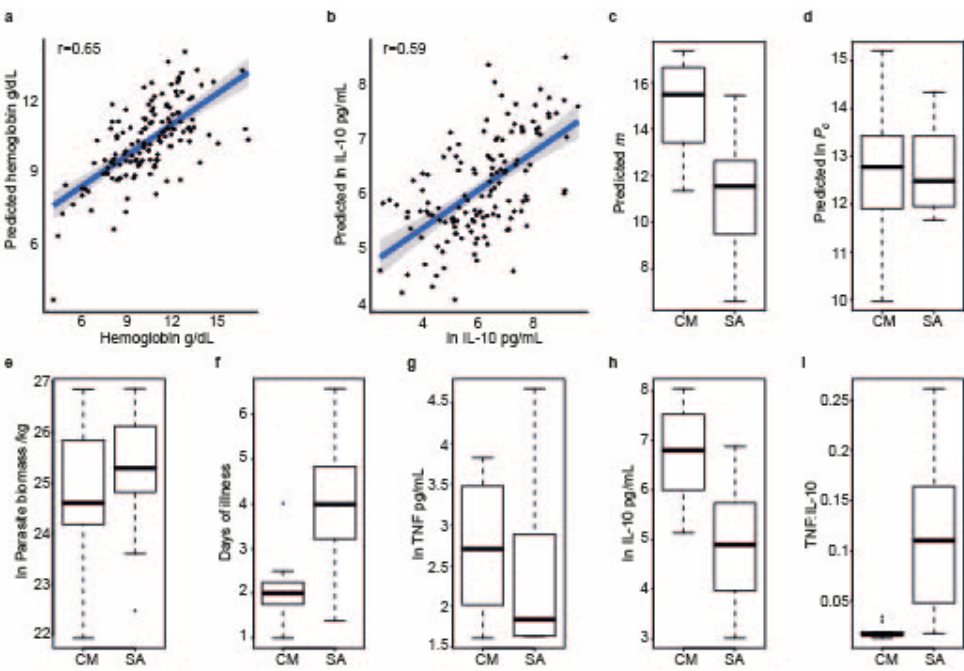 a
r=0.65
Predicted hemoglobin g/dL
12
9
6
6 9 12 15
Hemoglobin g/dL
b
r=0.59
Predicted ln IL-10 pg/mL
8
7
6
5
4
4 6 8
ln IL-10 pg/mL
c
Predicted m
16
14
12
10
8
CM SA
d
Predicted ln Pc
15
14
13
12
11
10
CM SA
e
ln Parasite biomass /kg
27
26
25
24
22
CM SA
f
Days of illness
6
5
4
3
2
1
CM SA
g
ln TNF pg/mL
4.5
4
3.5
3
2.5
2
1.5
CM SA
h
ln IL-10 pg/mL
8
7
6
5
4
3
CM SA
i
TNF:IL-10
0.25
0.2
0.15
0.1
0.05
CM SA